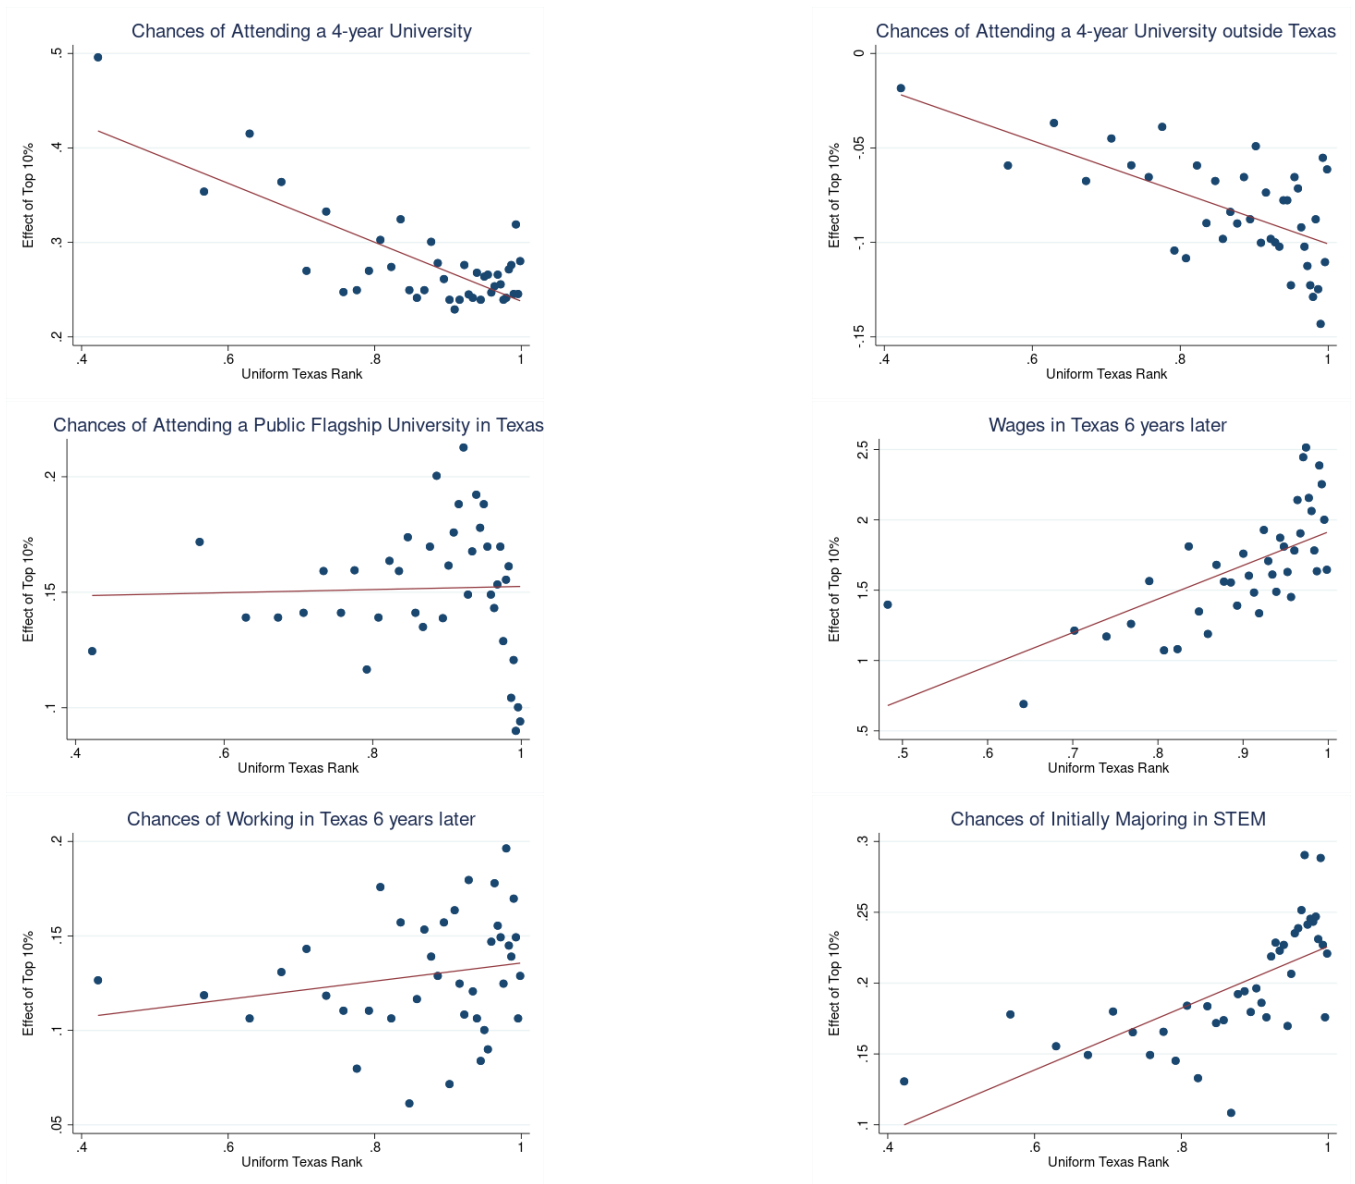 Chances of Attending a 4-year University
Effect of Top 10%
.5
.4
.3
.2
.4 .6 .8 1
Uniform Texas Rank
Chances of Attending a 4-year University outside Texas
Effect of Top 10%
0
-.05
-.1
-.15
.4 .6 .8 1
Uniform Texas Rank
Chances of Attending a Public Flagship University in Texas
Effect of Top 10%
.2
.15
.1
.4 .6 .8 1
Uniform Texas Rank
Wages in Texas 6 years later
Effect of Top 10%
2.5
2
1.5
1
.5
.5 .6 .7 .8 .9 1
Uniform Texas Rank
Chances of Working in Texas 6 years later
Effect of Top 10%
.2
.15
.1
.05
.4 .6 .8 1
Uniform Texas Rank
Chances of Initially Majoring in STEM
Effect of Top 10%
.3
.25
.2
.15
.1
.4 .6 .8 1
Uniform Texas Rank